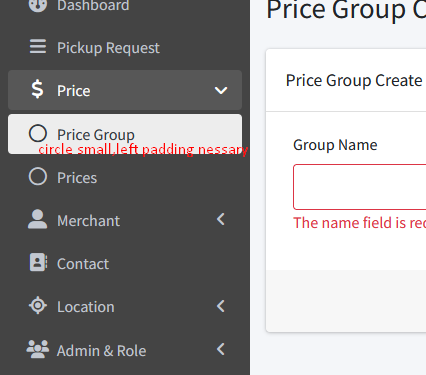 Dashboard
Price Group C
Pickup Request
Price
Price Group Create
Price Group
circle small,left padding nessary
Group Name
Prices
The name field is rec
Merchant
Contact
Location
Admin & Role